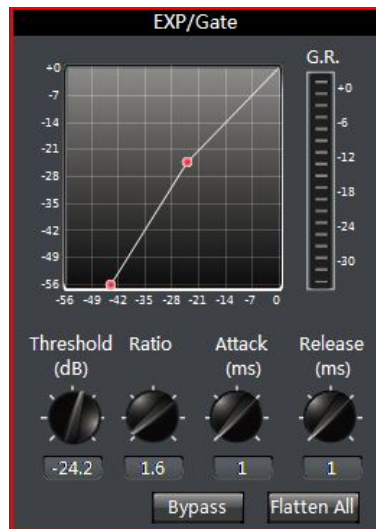 EXP/Gate
G.R.
+0
-7
-14
-21
-28
-35
-42
-49
-56
-56 -49 -42 -35 -28 -21 -14 -7 0
+0
-6
-12
-18
-24
-30
Threshold (dB)
Ratio
Attack (ms)
Release (ms)
-24.2 1.6 1 1
Bypass Flatten All